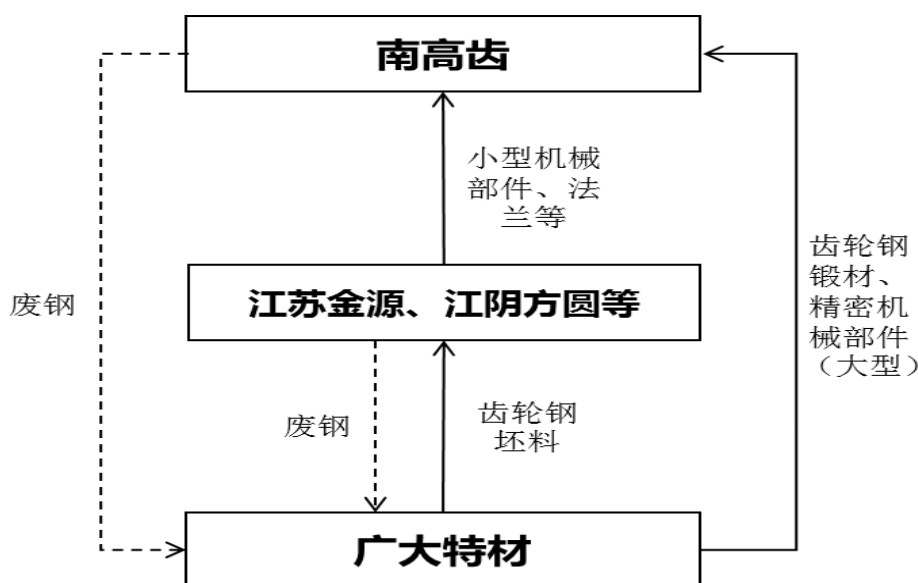 南高齿
小型机械
部件、法
兰等
齿轮钢
锻材、
精密机
械部件
（大型）
废钢
江苏金源、江阴方圆等
废钢
齿轮钢
坯料
广大特材